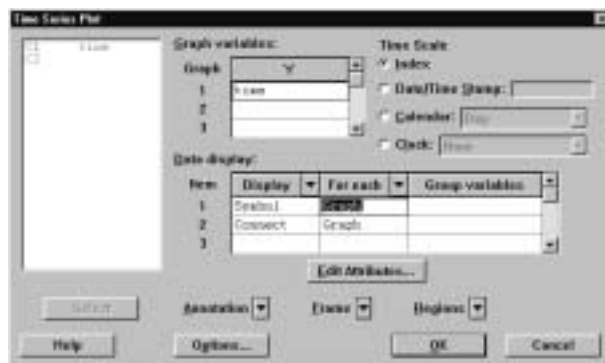 Time Series Plot
C1
C2
Graph variables:
Graph Y
1
2
3
Time Scale
Index
Date/Time Stamp:
Calendar: Day
Clock: Hour
Data display:
Item Display For each Group variables
1 Symbol Graph
2 Connect Graph
3
Edit Attributes...
Select
Annotation Frame Regions
Help Options... OK Cancel